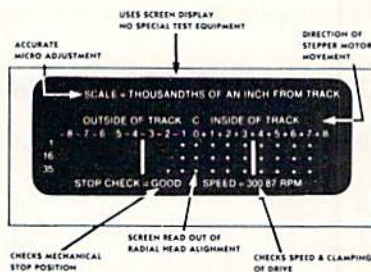 USES SCREEN DISPLAY
NO SPECIAL TEST EQUIPMENT
ACCURATE
MICRO ADJUSTMENT
DIRECTION OF
STEPPER MOTOR
MOVEMENT
SCALE = THOUSANDTHS OF AN INCH FROM TRACK
OUTSIDE OF TRACK C INSIDE OF TRACK
-8-7-6 5-4-3-2-1 0+1+2+3+4+5+6+7+8
1
16
35
STOP CHECK = GOOD SPEED = 300.87 RPM
CHECKS MECHANICAL
STOP POSITION
SCREEN READ OUT OF
RADIAL HEAD ALIGNMENT
CHECKS SPEED & CLAMPING
OF DRIVE